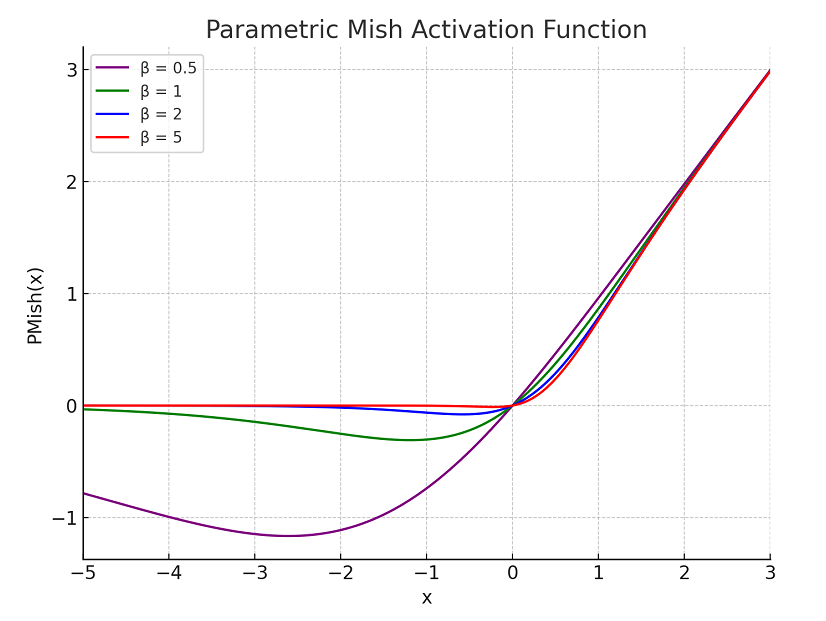 Parametric Mish Activation Function
β = 0.5
β = 1
β = 2
β = 5
PMish(x)
3
2
1
0
−1
−5 −4 −3 −2 −1 0 1 2 3
x